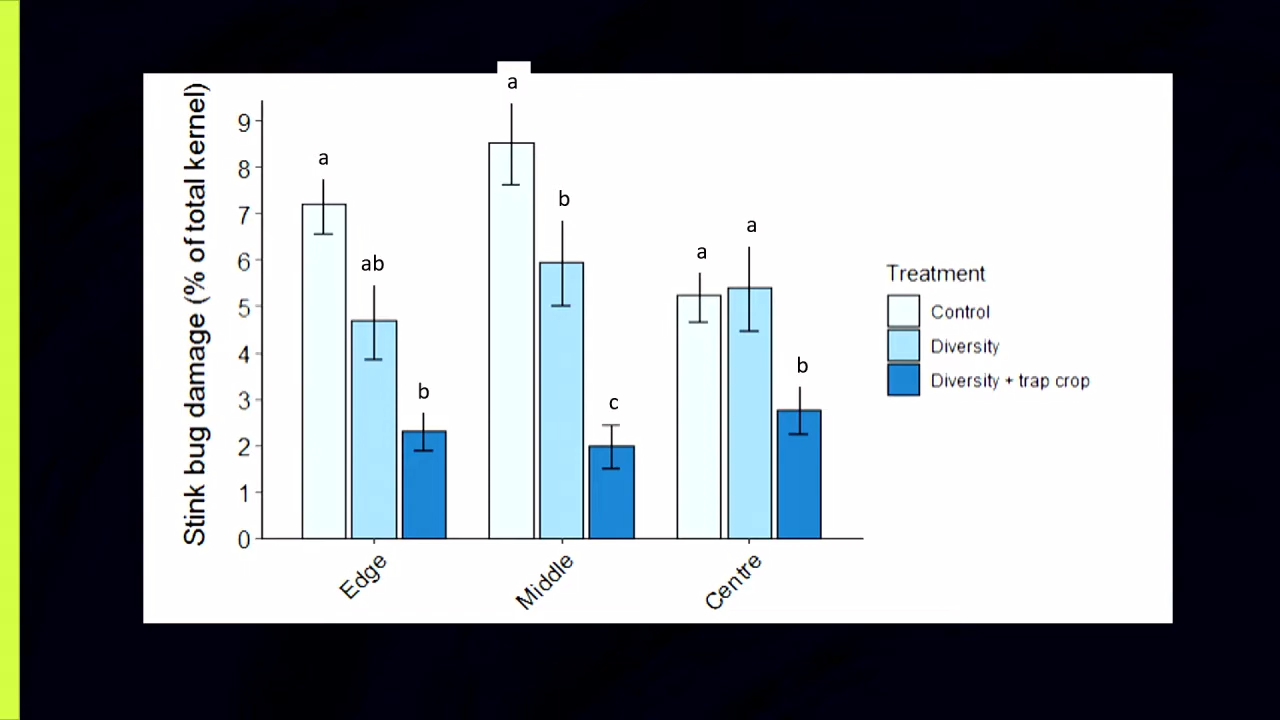 Stink bug damage (% of total kernel)
9
8
7
6
5
4
3
2
1
0
a
ab
b
a
b
c
a
a
b
Edge
Middle
Centre
Treatment
Control
Diversity
Diversity + trap crop